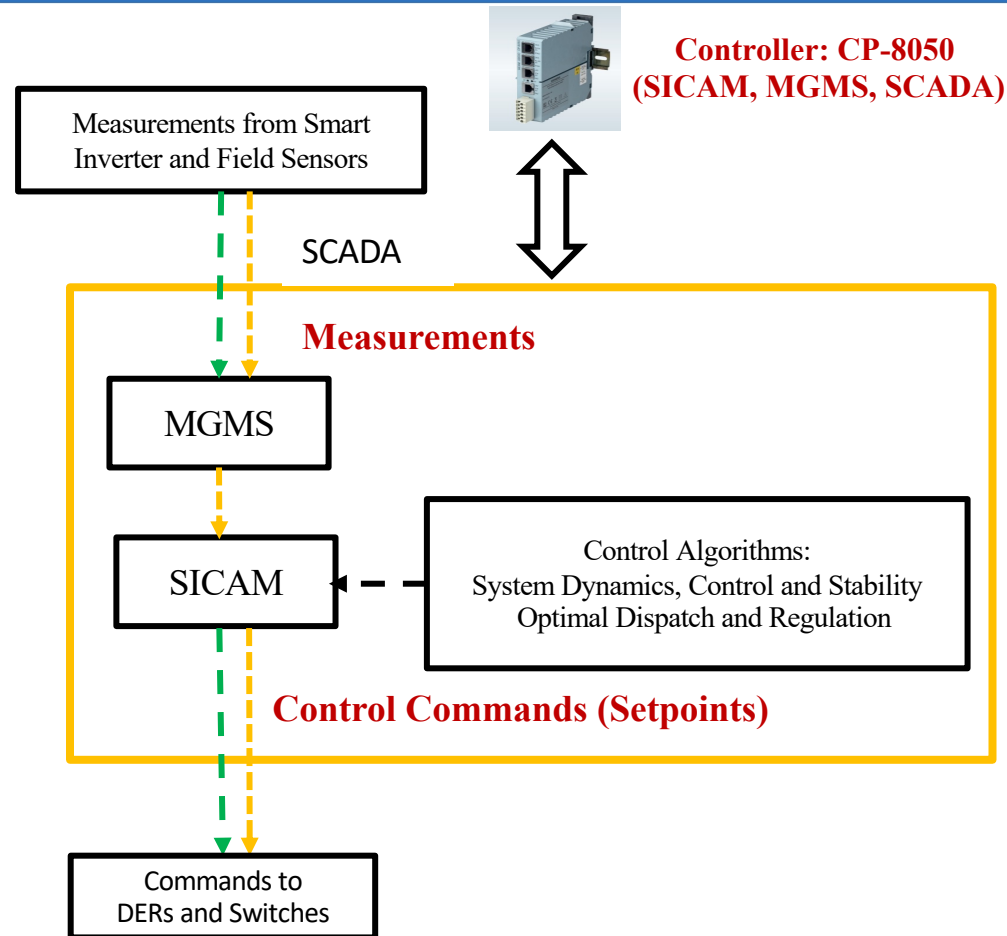 Controller: CP-8050
(SICAM, MGMS, SCADA)
Measurements from Smart
Inverter and Field Sensors
SCADA
Measurements
MGMS
SICAM
Control Algorithms:
System Dynamics, Control and Stability
Optimal Dispatch and Regulation
Control Commands (Setpoints)
Commands to
DERs and Switches